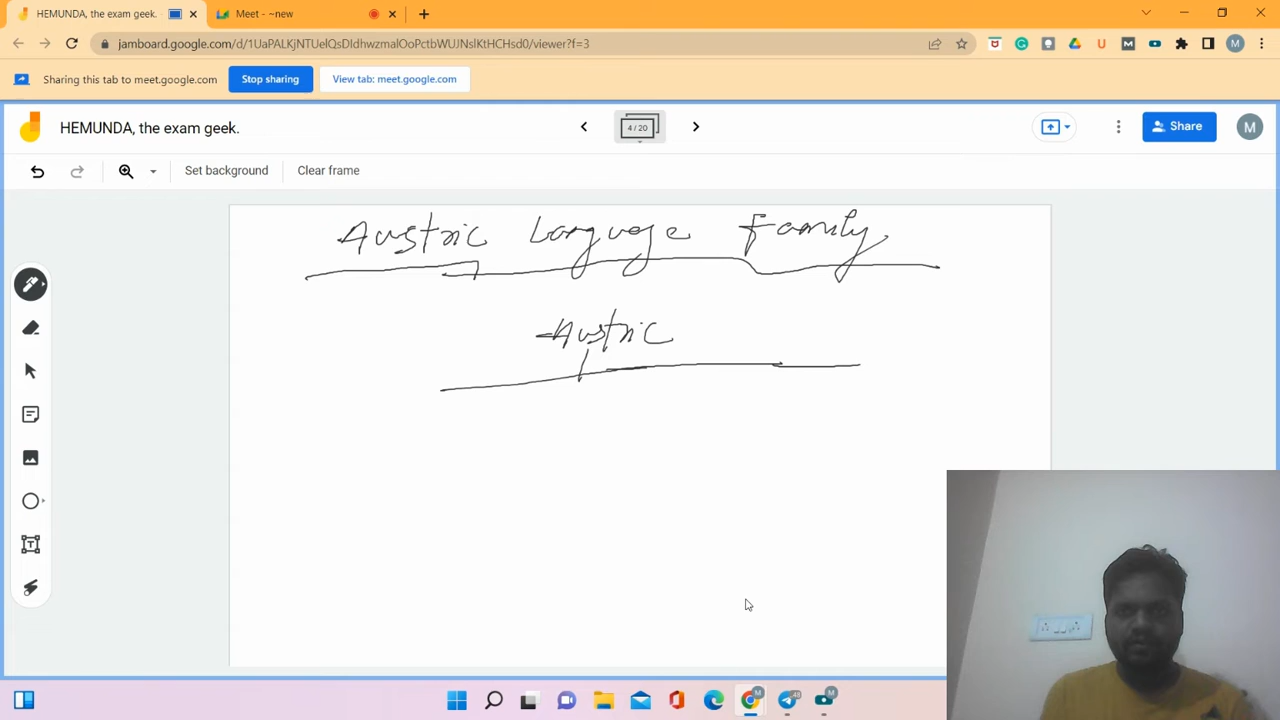 HEMUNDA, the exam geek.
Meet - ~new
jamboard.google.com/d/1UaPALKjNTUelQsDIdhwzmalOoPctbWUJNslKtHCHsd0/viewer?f=3
M
Sharing this tab to meet.google.com
Stop sharing
View tab: meet.google.com
HEMUNDA, the exam geek.
4 / 20
Share
M
Set background
Clear frame
Austric Language Family
Austric